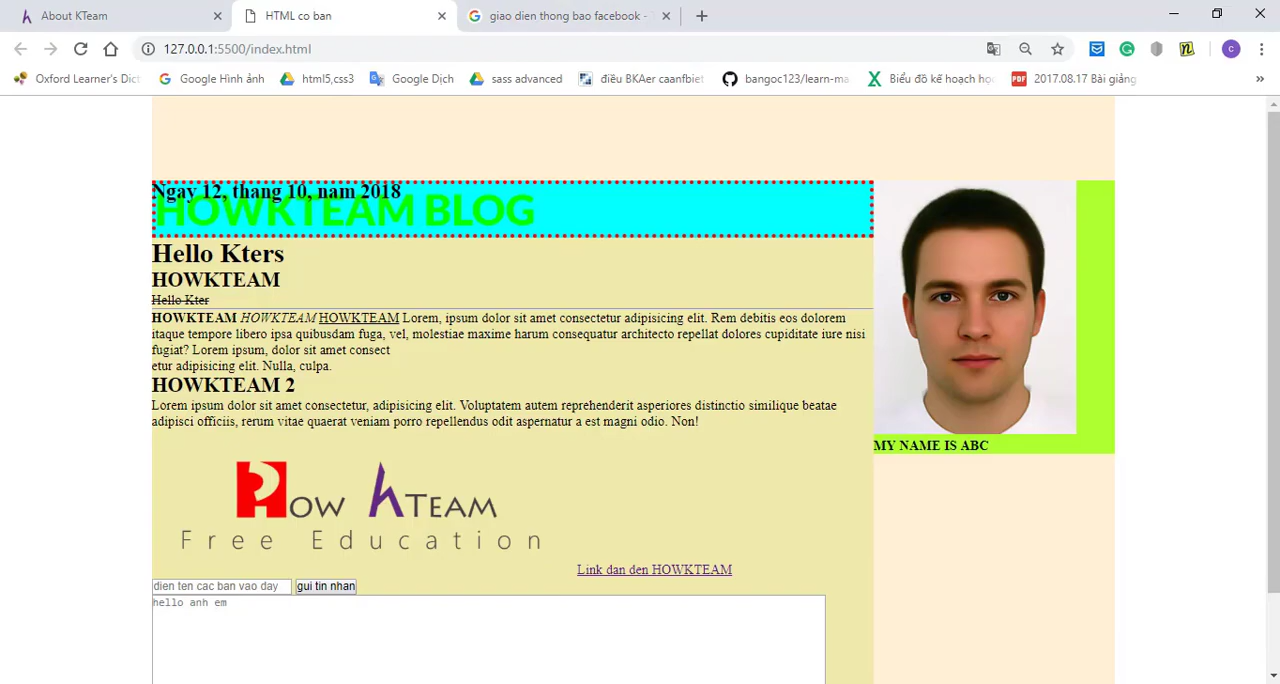 About KTeam
HTML co ban
giao dien thong bao facebook -
127.0.0.1:5500/index.html
Oxford Learner's Dict
Google Hình ảnh
html5,css3
Google Dịch
sass advanced
điều BKAer caanfbiet
bangoc123/learn-ma
Biểu đồ kế hoạch học
2017.08.17 Bài giảng
»
Ngay 12, thang 10, nam 2018
HOWKTEAM BLOG
Hello Kters
HOWKTEAM
Hello Kter
HOWKTEAM HOWKTEAM HOWKTEAM Lorem, ipsum dolor sit amet consectetur adipisicing elit. Rem debitis eos dolorem
itaque tempore libero ipsa quibusdam fuga, vel, molestiae maxime harum consequatur architecto repellat dolores cupiditate iure nisi
fugiat? Lorem ipsum, dolor sit amet consect
etur adipisicing elit. Nulla, culpa.
HOWKTEAM 2
Lorem ipsum dolor sit amet consectetur, adipisicing elit. Voluptatem autem reprehenderit asperiores distinctio similique beatae
adipisci officiis, rerum vitae quaerat veniam porro repellendus odit aspernatur a est magni odio. Non!
MY NAME IS ABC
How kTeam
Free Education
Link dan den HOWKTEAM
dien ten cac ban vao day
gui tin nhan
hello anh em